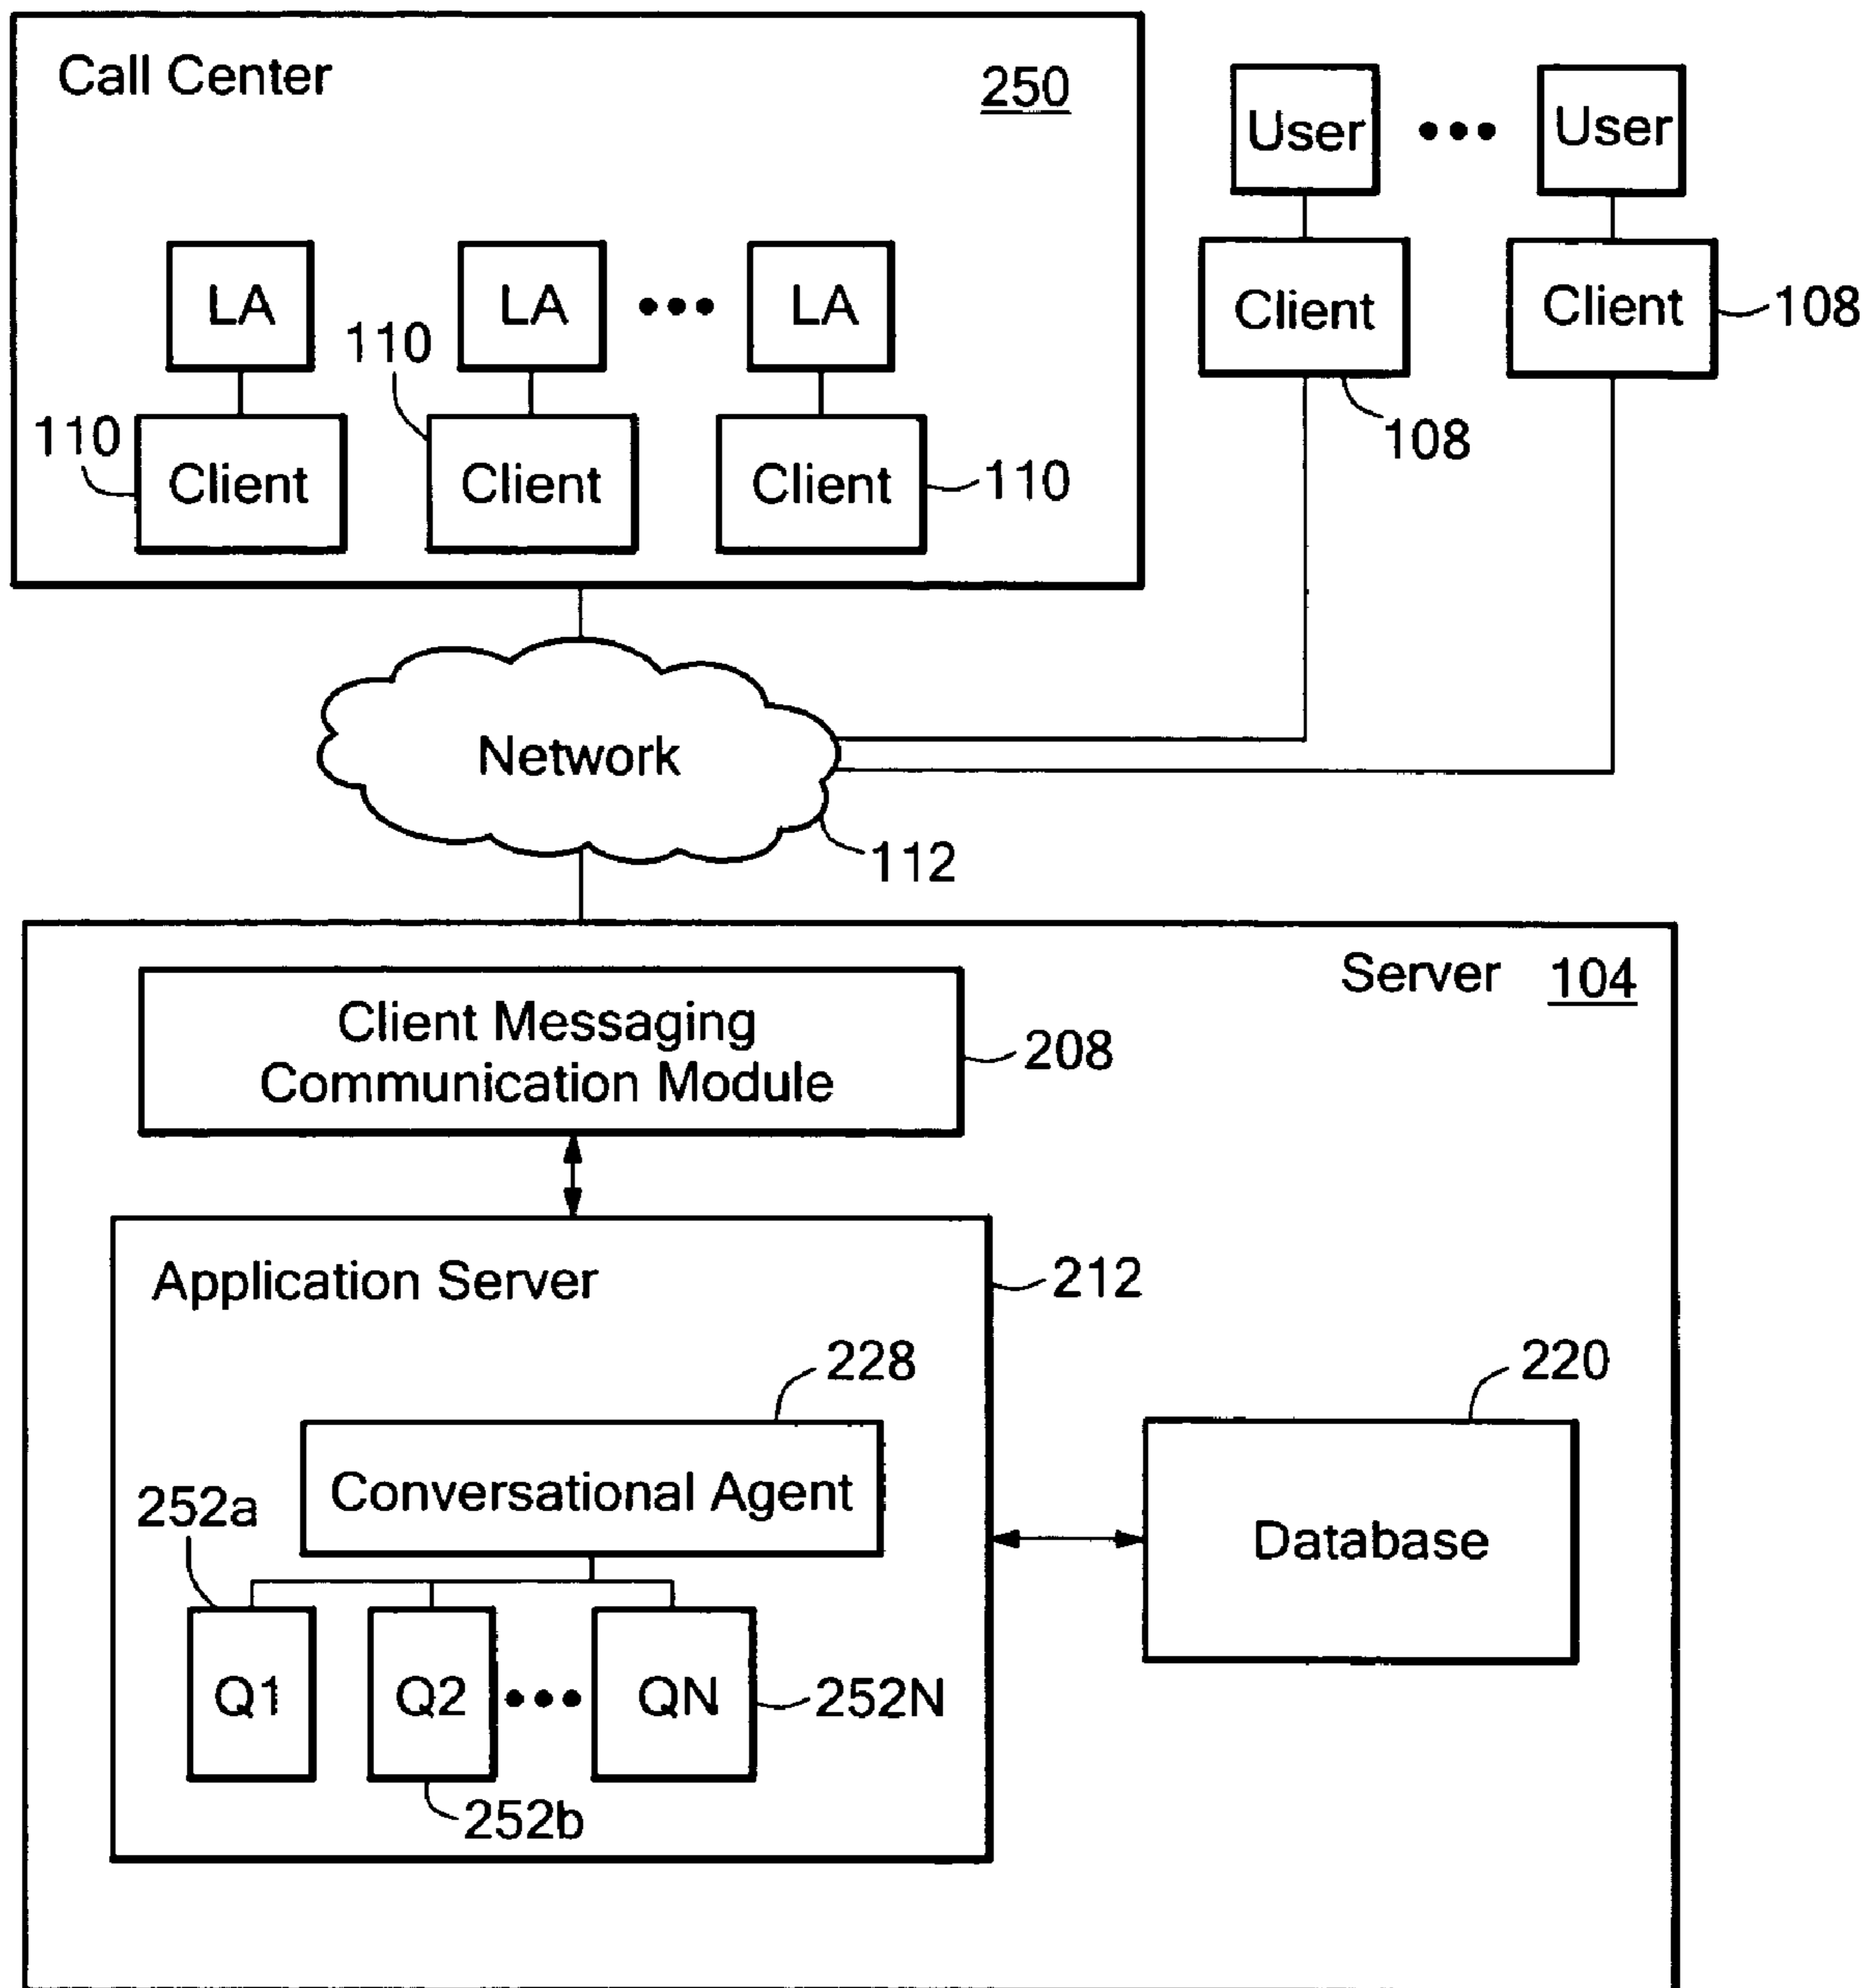 Call Center
250
User
User
LA
LA
LA
Client
Client
108
110
110
Client
Client
Client
110
108
Network
112
Server
104
Client Messaging
Communication Module
208
Application Server
212
228
220
Conversational Agent
252a
Database
Q1
Q2
QN
252N
252b